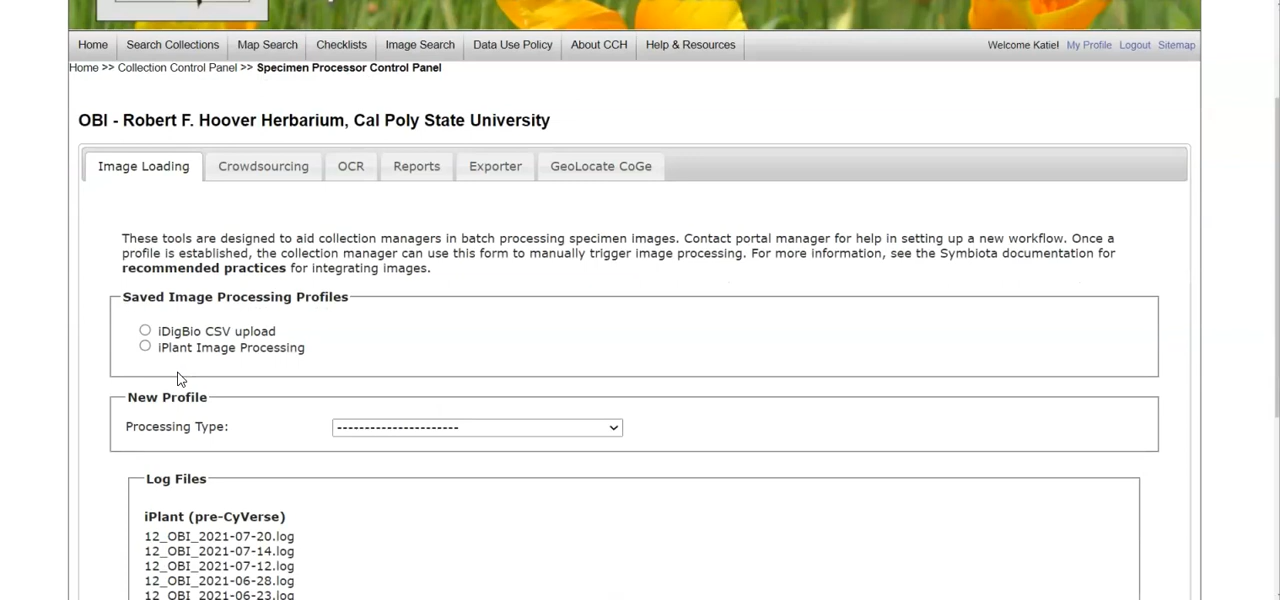 Home Search Collections Map Search Checklists Image Search Data Use Policy About CCH Help & Resources Welcome Katie! My Profile Logout Sitemap
Home >> Collection Control Panel >> Specimen Processor Control Panel
OBI - Robert F. Hoover Herbarium, Cal Poly State University
Image Loading Crowdsourcing OCR Reports Exporter GeoLocate CoGe
These tools are designed to aid collection managers in batch processing specimen images. Contact portal manager for help in setting up a new workflow. Once a
profile is established, the collection manager can use this form to manually trigger image processing. For more information, see the Symbiota documentation for
recommended practices for integrating images.
Saved Image Processing Profiles
iDigBio CSV upload
iPlant Image Processing
New Profile
Processing Type: ----------------------
Log Files
iPlant (pre-CyVerse)
12_OBI_2021-07-20.log
12_OBI_2021-07-14.log
12_OBI_2021-07-12.log
12_OBI_2021-06-28.log
12_OBI_2021-06-23.log